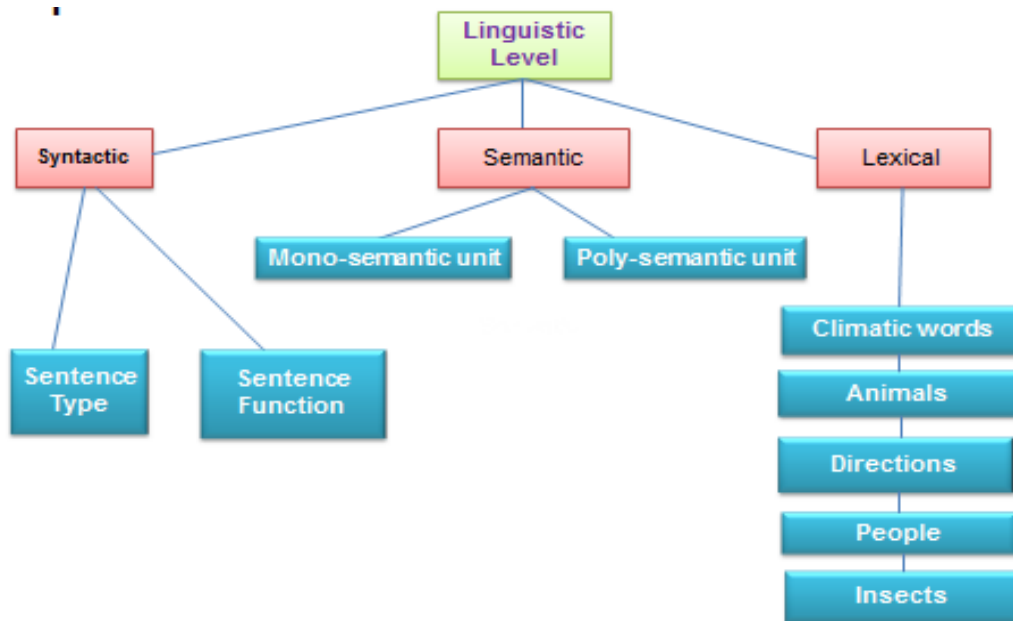 Linguistic
Level
Syntactic
Semantic
Lexical
Mono-semantic unit
Poly-semantic unit
Climatic words
Sentence
Type
Sentence
Function
Animals
Directions
People
Insects